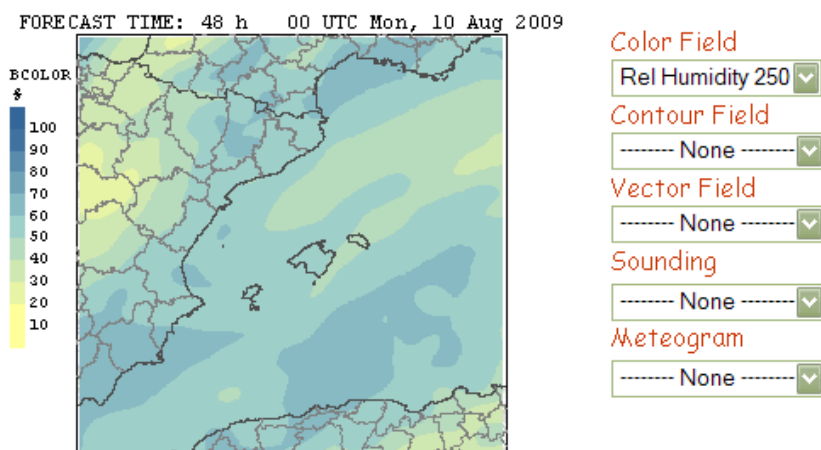 FORECAST TIME: 48 h 00 UTC Mon, 10 Aug 2009
BCOLOR
%
100
90
80
70
60
50
40
30
20
10
Color Field
Rel Humidity 250
Contour Field
-------- None --------
Vector Field
-------- None --------
Sounding
-------- None --------
Meteogram
-------- None --------